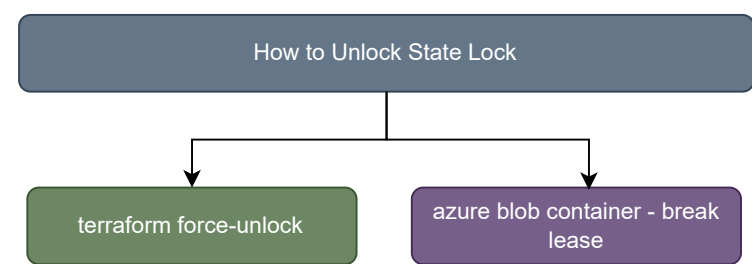 How to Unlock State Lock
terraform force-unlock
azure blob container - break
lease